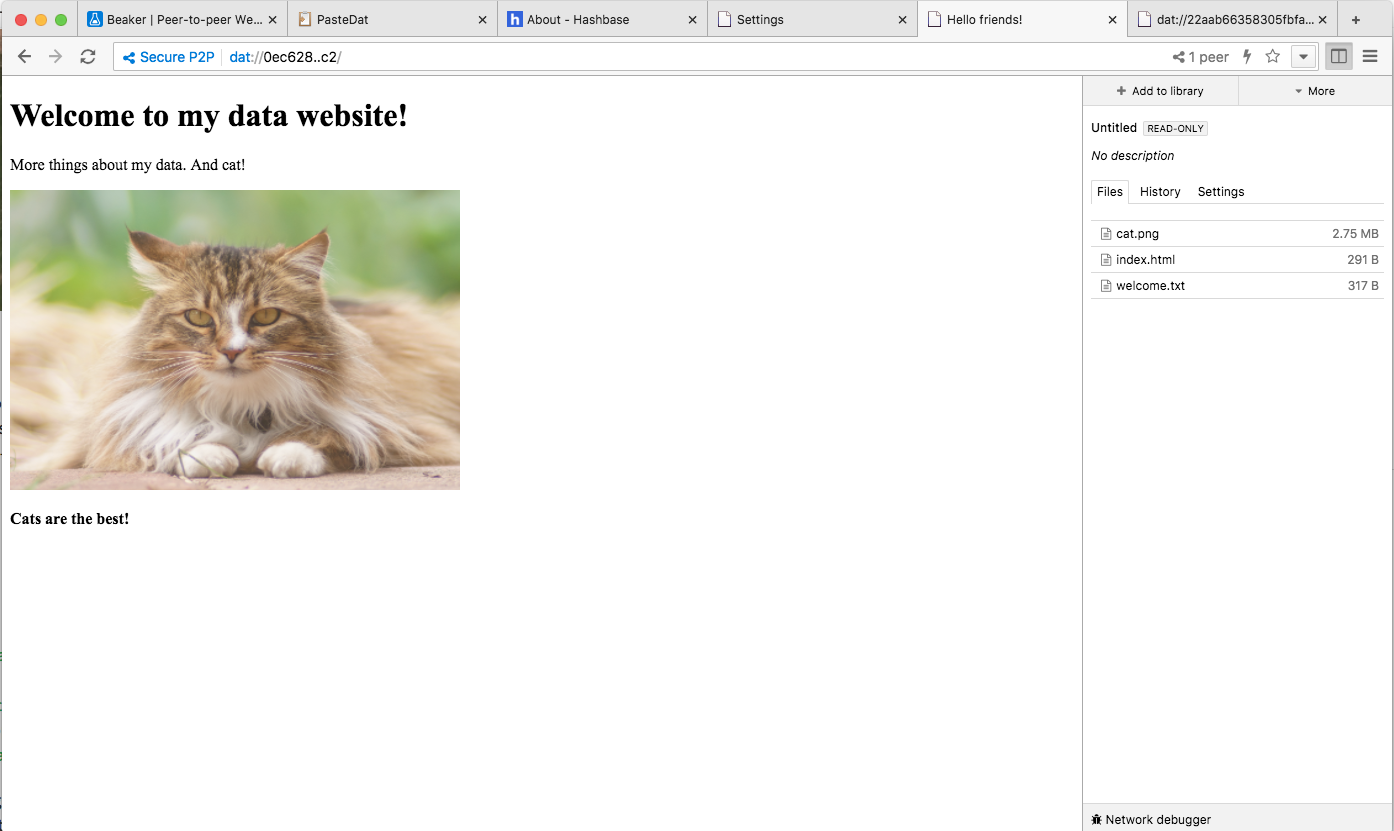 Beaker | Peer-to-peer We...
PasteDat
About - Hashbase
Settings
Hello friends!
dat://22aab66358305fbfa...
Secure P2P
dat://0ec628..c2/
1 peer
Welcome to my data website!
More things about my data. And cat!
Cats are the best!
Add to library
More
Untitled READ-ONLY
No description
Files History Settings
cat.png 2.75 MB
index.html 291 B
welcome.txt 317 B
Network debugger